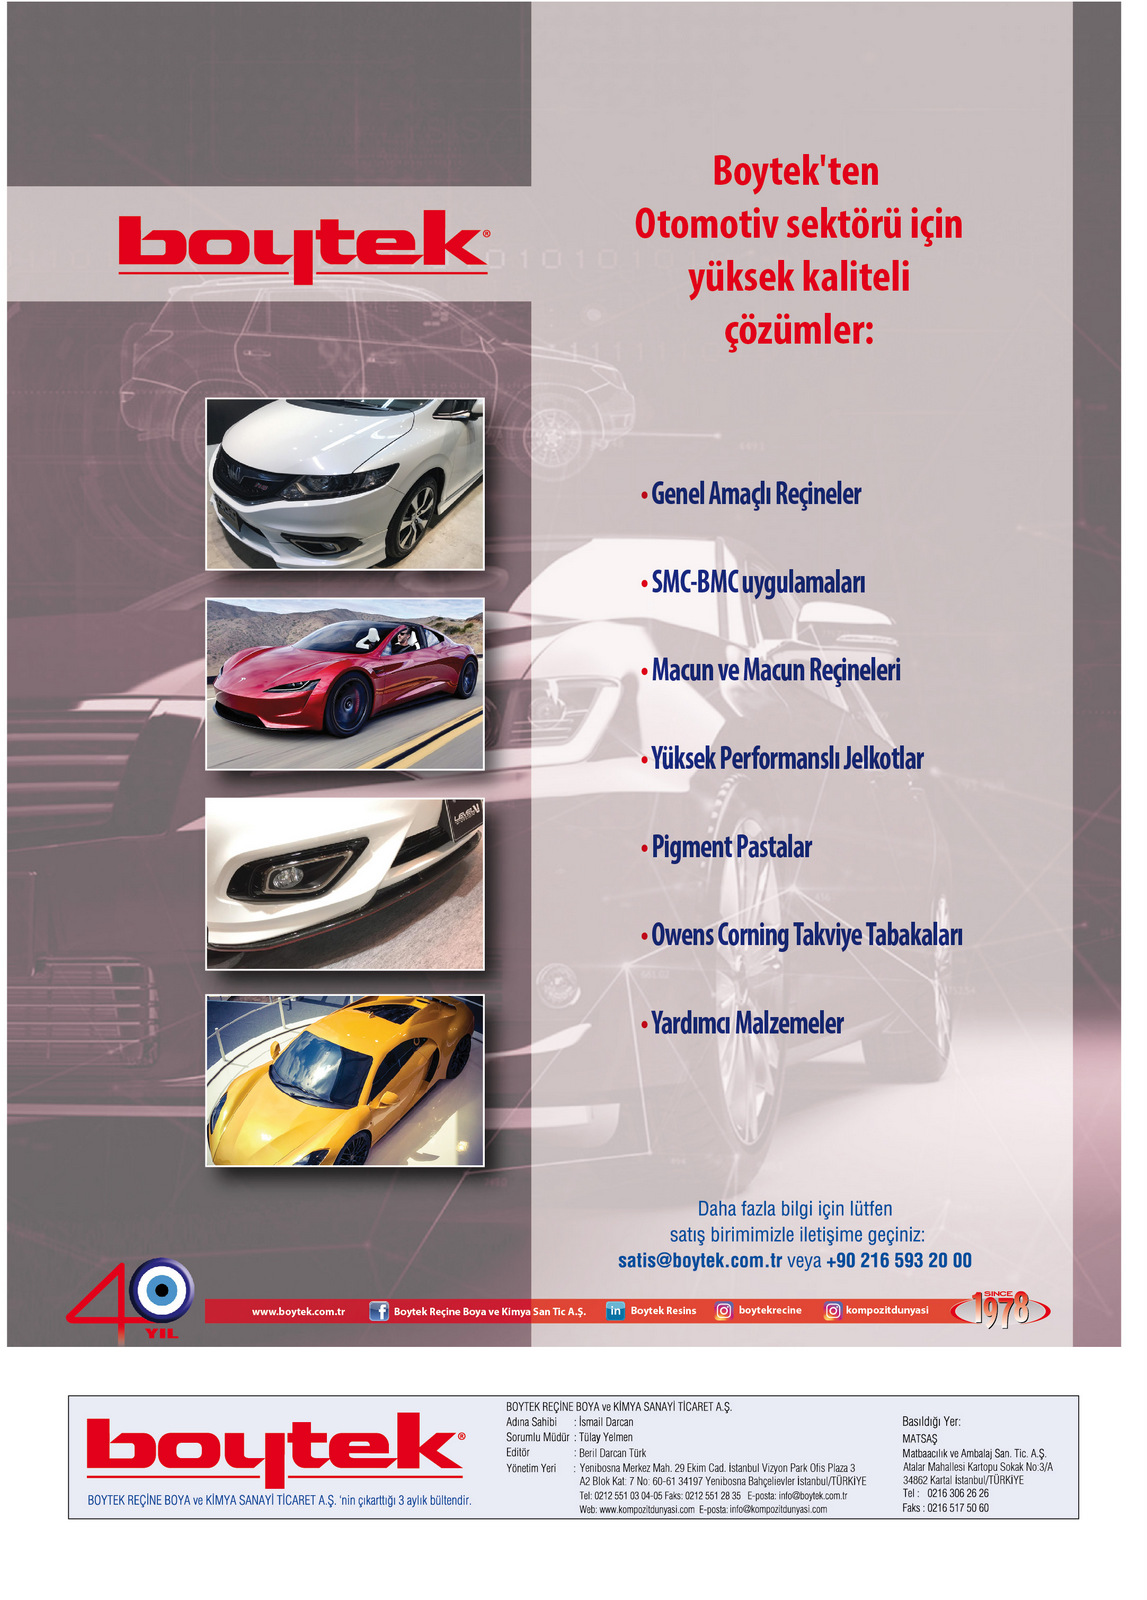 boytek®
Boytek'ten
Otomotiv sektörü için
yüksek kaliteli
çözümler:
• Genel Amaçlı Reçineler
• SMC-BMC uygulamaları
• Macun ve Macun Reçineleri
• Yüksek Performanslı Jelkotlar
• Pigment Pastalar
• Owens Corning Takviye Tabakaları
• Yardımcı Malzemeler
Daha fazla bilgi için lütfen
satış birimimizle iletişime geçiniz:
satis@boytek.com.tr veya +90 216 593 20 00
40
YIL
www.boytek.com.tr
Boytek Reçine Boya ve Kimya San Tic A.Ş.
in Boytek Resins
boytekrecine
kompozitdunyasi
SINCE
1978
boytek®
BOYTEK REÇİNE BOYA ve KİMYA SANAYİ TİCARET A.Ş. 'nin çıkarttığı 3 aylık bültendir.
BOYTEK REÇİNE BOYA ve KİMYA SANAYİ TİCARET A.Ş.
Adına Sahibi : İsmail Darcan
Sorumlu Müdür : Tülay Yelmen
Editör : Beril Darcan Türk
Yönetim Yeri : Yenibosna Merkez Mah. 29 Ekim Cad. İstanbul Vizyon Park Ofis Plaza 3
A2 Blok Kat: 7 No: 60-61 34197 Yenibosna Bahçelievler İstanbul/TÜRKİYE
Tel: 0212 551 03 04-05 Faks: 0212 551 28 35 E-posta: info@boytek.com.tr
Web: www.kompozitdunyasi.com E-posta: info@kompozitdunyasi.com
Basıldığı Yer:
MATSAŞ
Matbaacılık ve Ambalaj San. Tic. A.Ş.
Atalar Mahallesi Kartopu Sokak No.3/A
34862 Kartal İstanbul/TÜRKİYE
Tel : 0216 306 26 26
Faks : 0216 517 50 60